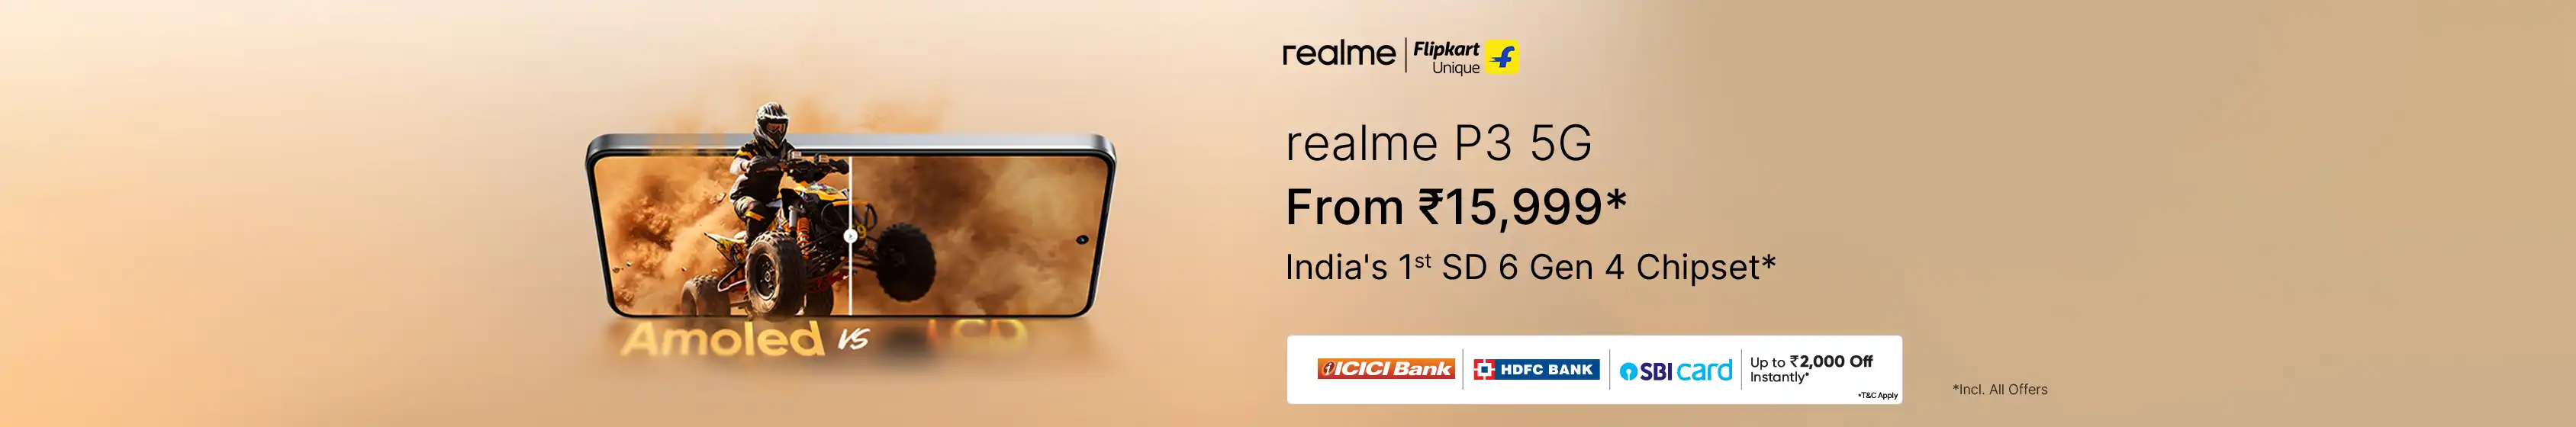 realme | Flipkart
Unique
realme P3 5G
From ₹15,999*
India's 1st SD 6 Gen 4 Chipset*
Amoled vs LCD
ICICI Bank | HDFC BANK | SBI card | Up to ₹2,000 Off
Instantly*
*T&C Apply
*Incl. All Offers